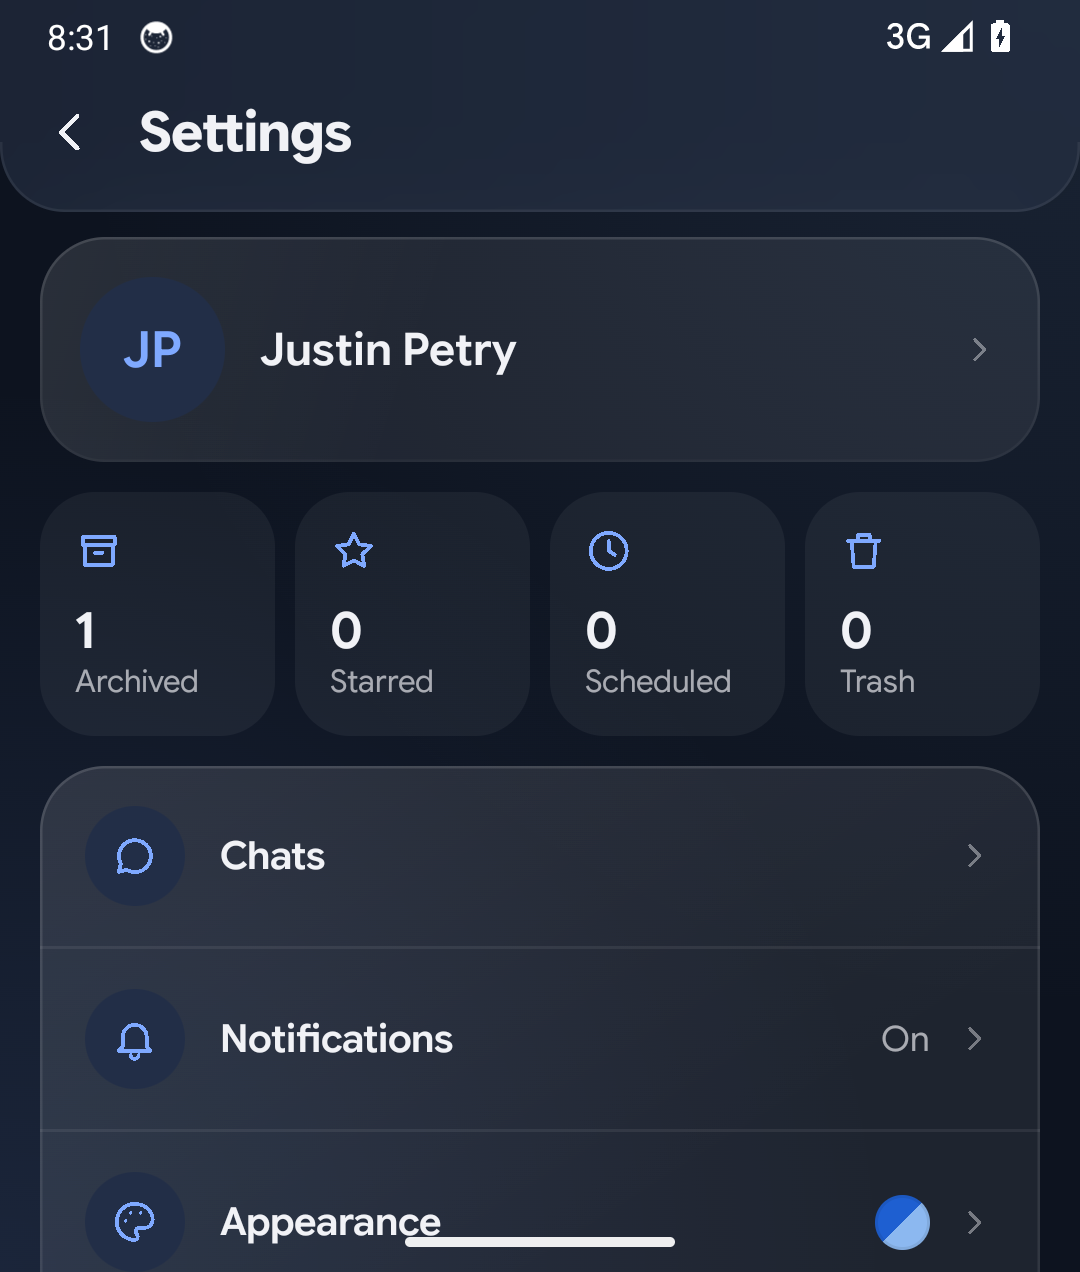 8:31
3G
Settings
JP
Justin Petry
1
Archived
0
Starred
0
Scheduled
0
Trash
Chats
Notifications
On
Appearance